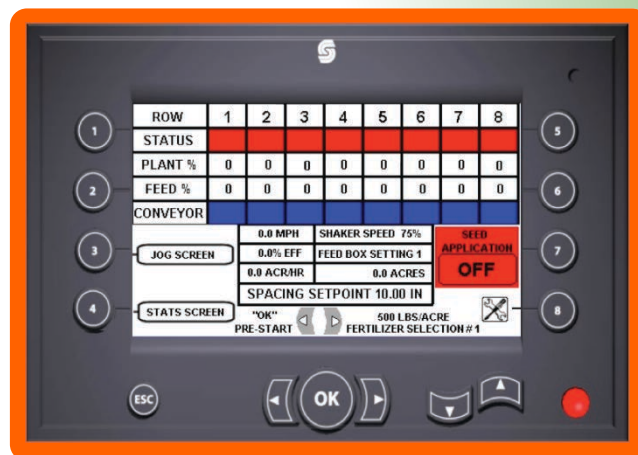 ROW 1 2 3 4 5 6 7 8
STATUS
PLANT % 0 0 0 0 0 0 0 0
FEED % 0 0 0 0 0 0 0 0
CONVEYOR
0.0 MPH SHAKER SPEED 75%
JOG SCREEN 0.0% EFF FEED BOX SETTING 1
0.0 ACR/HR 0.0 ACRES
SEED
APPLICATION
OFF
SPACING SETPOINT 10.00 IN
STATS SCREEN
"OK"
PRE-START
500 LBS/ACRE
FERTILIZER SELECTION # 1
1
2
3
4
5
6
7
8
ESC
OK